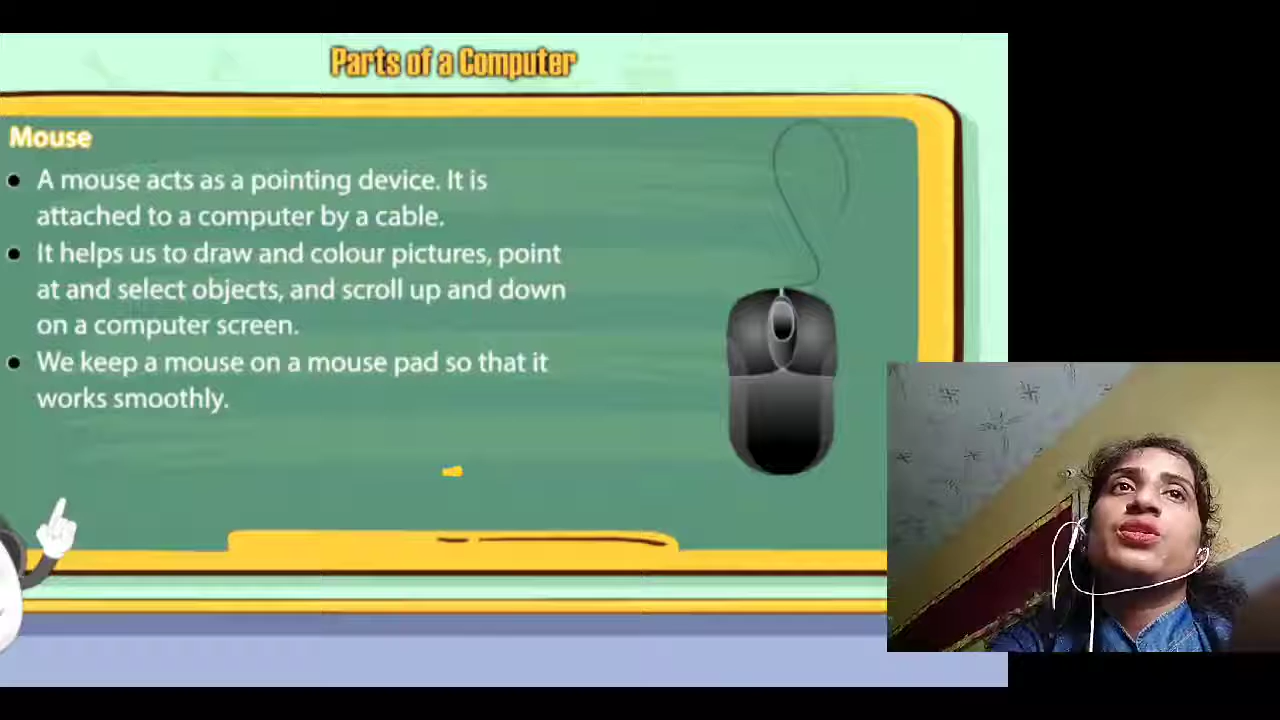 Parts of a Computer
Mouse
A mouse acts as a pointing device. It is
attached to a computer by a cable.
It helps us to draw and colour pictures, point
at and select objects, and scroll up and down
on a computer screen.
We keep a mouse on a mouse pad so that it
works smoothly.